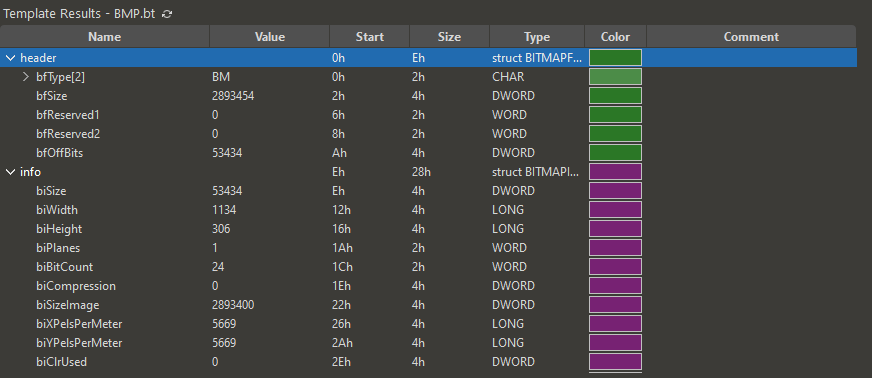 Template Results - BMP.bt
Name Value Start Size Type Color Comment
header 0h Eh struct BITMAPF...
bfType[2] BM 0h 2h CHAR
bfSize 2893454 2h 4h DWORD
bfReserved1 0 6h 2h WORD
bfReserved2 0 8h 2h WORD
bfOffBits 53434 Ah 4h DWORD
info Eh 28h struct BITMAPI...
biSize 53434 Eh 4h DWORD
biWidth 1134 12h 4h LONG
biHeight 306 16h 4h LONG
biPlanes 1 1Ah 2h WORD
biBitCount 24 1Ch 2h WORD
biCompression 0 1Eh 4h DWORD
biSizeImage 2893400 22h 4h DWORD
biXPelsPerMeter 5669 26h 4h LONG
biYPelsPerMeter 5669 2Ah 4h LONG
biClrUsed 0 2Eh 4h DWORD